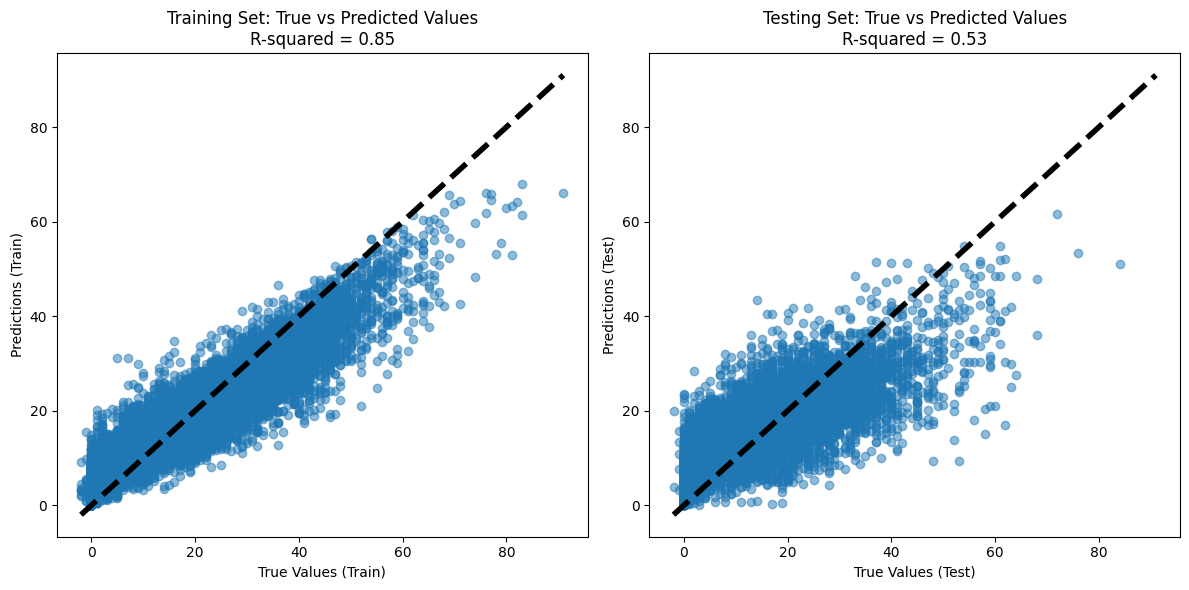 Training Set: True vs Predicted Values
R-squared = 0.85
Predictions (Train)
80
60
40
20
0
0 20 40 60 80
True Values (Train)
Testing Set: True vs Predicted Values
R-squared = 0.53
Predictions (Test)
80
60
40
20
0
0 20 40 60 80
True Values (Test)